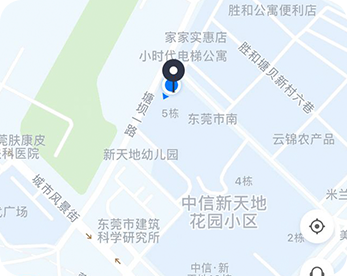 胜和公寓便利店
家家实惠店
小时代电梯公寓
胜和塘贝新村六巷
塘坝一路
5栋
东莞市南
云锦农产品
莞肤康皮
肤科医院
新天地幼儿园
4栋
米兰
城市风景街
中信新天地
花园小区
广场
东莞市建筑
科学研究所
2栋
中信·新